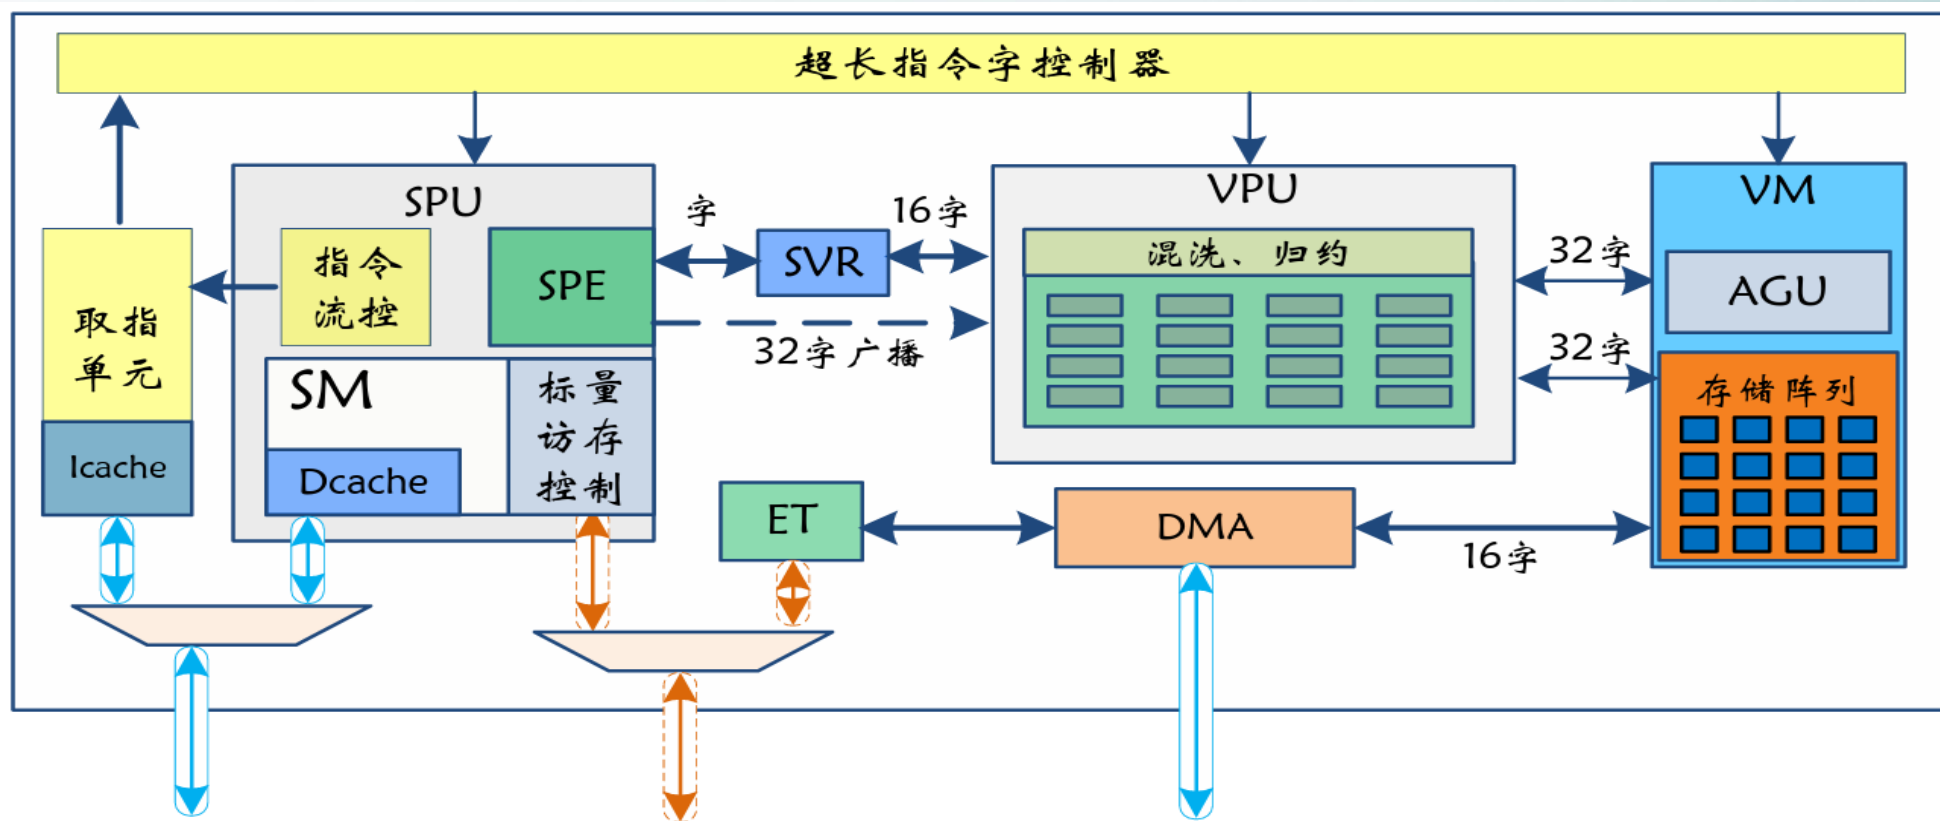 超长指令字控制器
SPU
VPU
VM
字
16字
指令
流控
SPE
SVR
混洗、归约
32字
AGU
取指
单元
32字广播
32字
SM
标量
访存
控制
存储阵列
Icache
Dcache
ET
DMA
16字